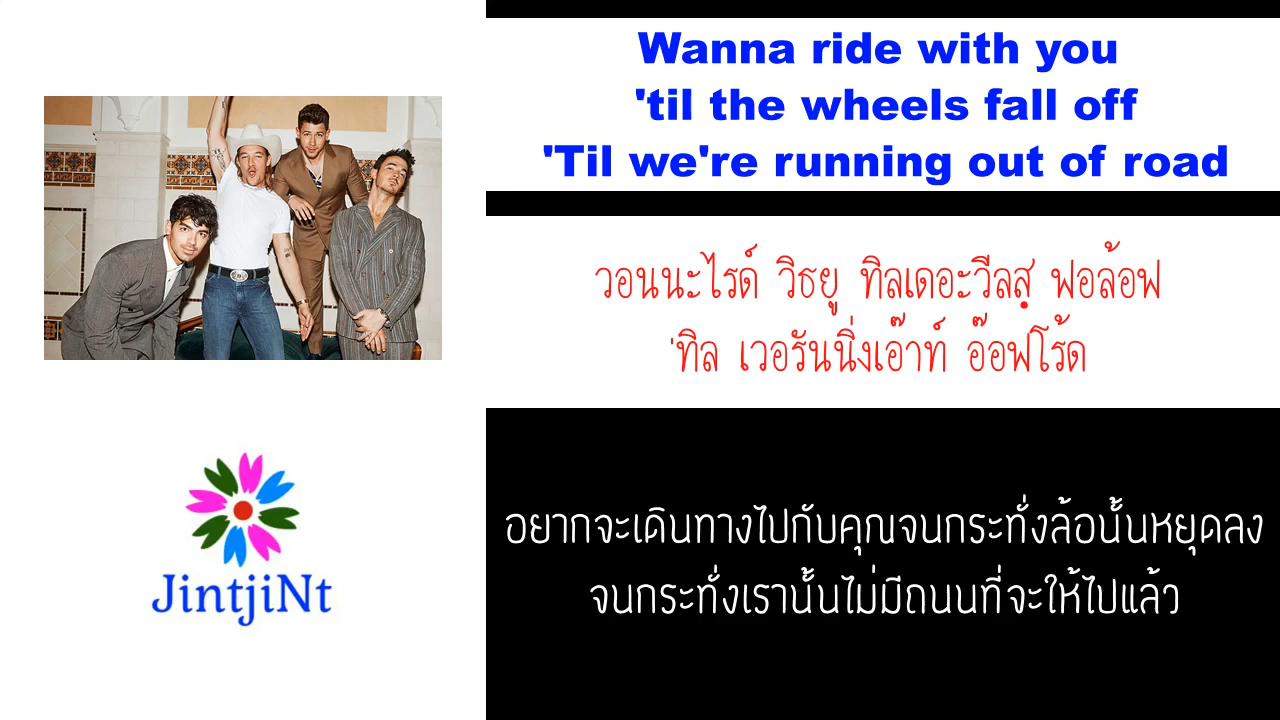 Wanna ride with you
'til the wheels fall off
'Til we're running out of road
วอนนะไรด์ วิธยู ทิลเดอะวีลสฺ ฟอล้อฟ
'ทิล เวอรันนิ่งเอ๊าท์ อ๊อฟโร้ด
อยากจะเดินทางไปกับคุณจนกระทั่งล้อนั้นหยุดลง
จนกระทั่งเรานั้นไม่มีถนนที่จะให้ไปแล้ว
JintjiNt